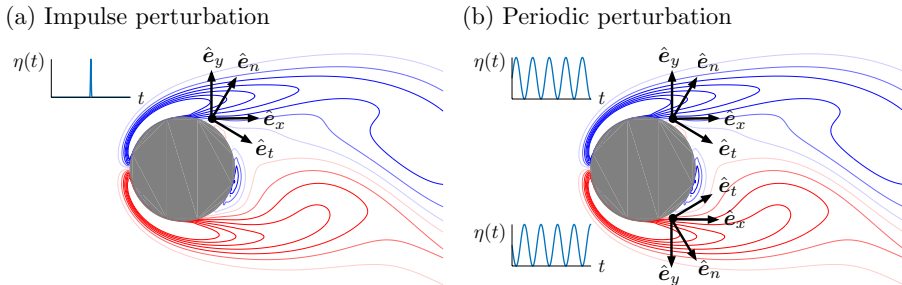 (a) Impulse perturbation
η(t)
t
ê_y
ê_n
ê_x
ê_t
(b) Periodic perturbation
η(t)
t
ê_y
ê_n
ê_x
ê_t
ê_t
ê_x
η(t)
t
ê_y
ê_n